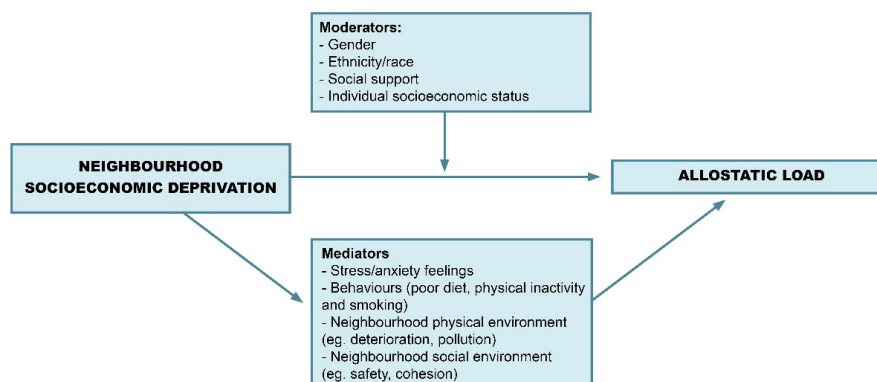 Moderators:
- Gender
- Ethnicity/race
- Social support
- Individual socioeconomic status
NEIGHBOURHOOD
SOCIOECONOMIC DEPRIVATION
ALLOSTATIC LOAD
Mediators
- Stress/anxiety feelings
- Behaviours (poor diet, physical inactivity
and smoking)
- Neighbourhood physical environment
(eg. deterioration, pollution)
- Neighbourhood social environment
(eg. safety, cohesion)